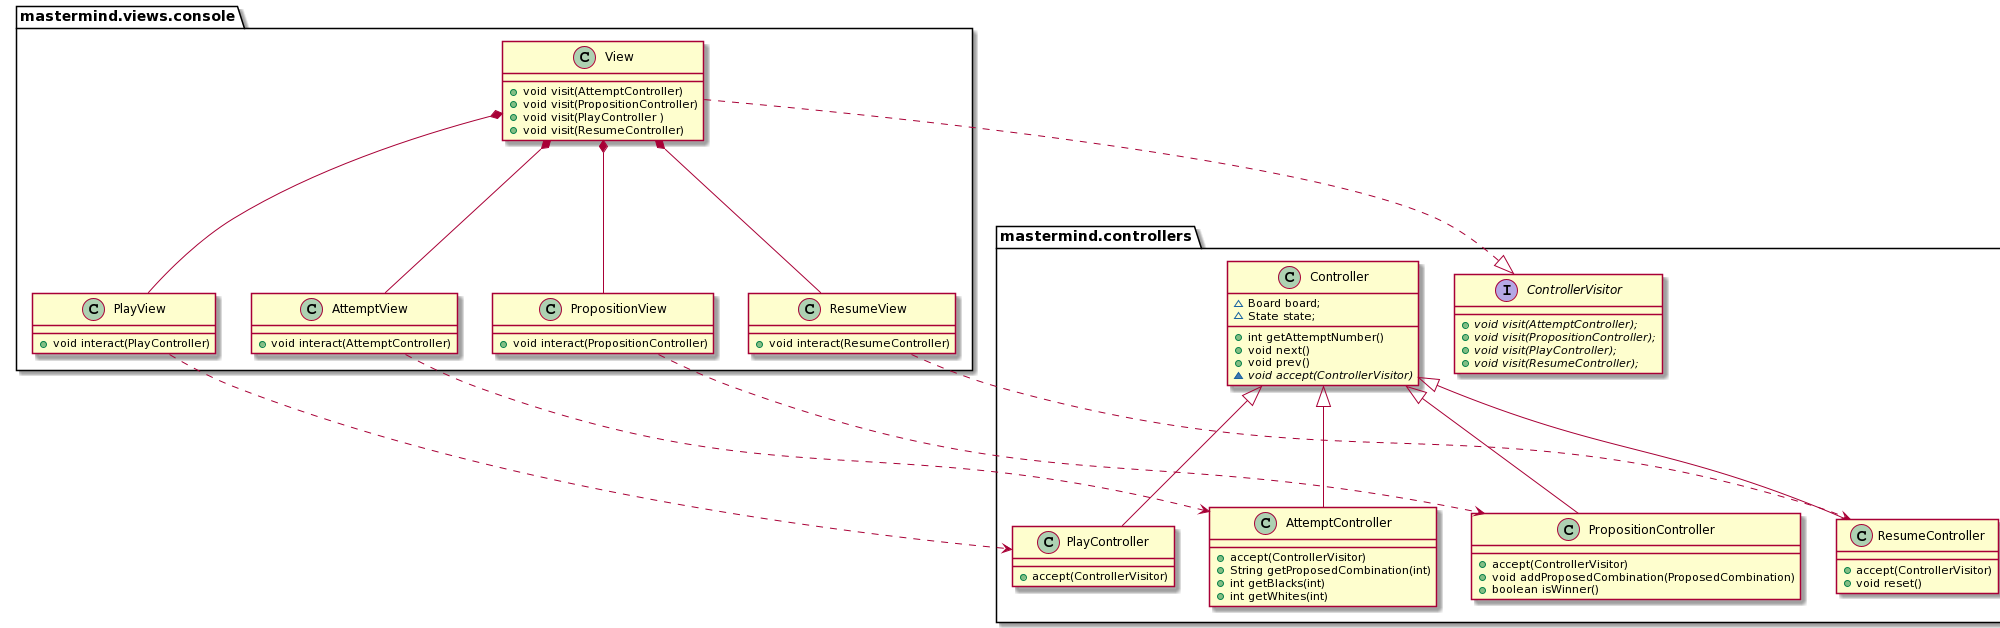 mastermind.views.console
C View
void visit(AttemptController)
void visit(PropositionController)
void visit(PlayController )
void visit(ResumeController)
C PlayView
void interact(PlayController)
C AttemptView
void interact(AttemptController)
C PropositionView
void interact(PropositionController)
C ResumeView
void interact(ResumeController)
mastermind.controllers
C Controller
Board board;
State state;
int getAttemptNumber()
void next()
void prev()
void accept(ControllerVisitor)
I ControllerVisitor
void visit(AttemptController);
void visit(PropositionController);
void visit(PlayController);
void visit(ResumeController);
C PlayController
accept(ControllerVisitor)
C AttemptController
accept(ControllerVisitor)
String getProposedCombination(int)
int getBlacks(int)
int getWhites(int)
C PropositionController
accept(ControllerVisitor)
void addProposedCombination(ProposedCombination)
boolean isWinner()
C ResumeController
accept(ControllerVisitor)
void reset()